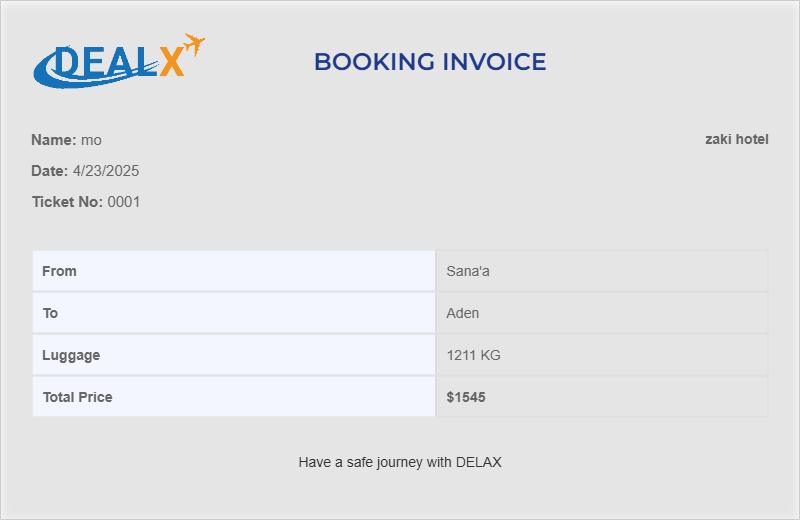 DEALX
BOOKING INVOICE
Name: mo
zaki hotel
Date: 4/23/2025
Ticket No: 0001
From Sana'a
To Aden
Luggage 1211 KG
Total Price $1545
Have a safe journey with DELAX